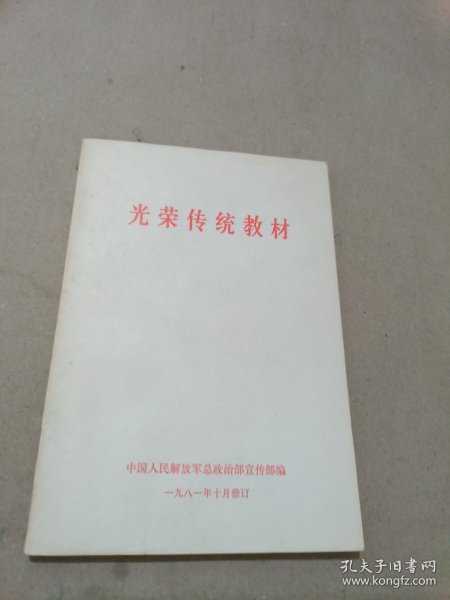 光荣传统教材
中国人民解放军总政治部宣传部编
一九八一年十月修订
孔夫子旧书网
www.kongfz.com